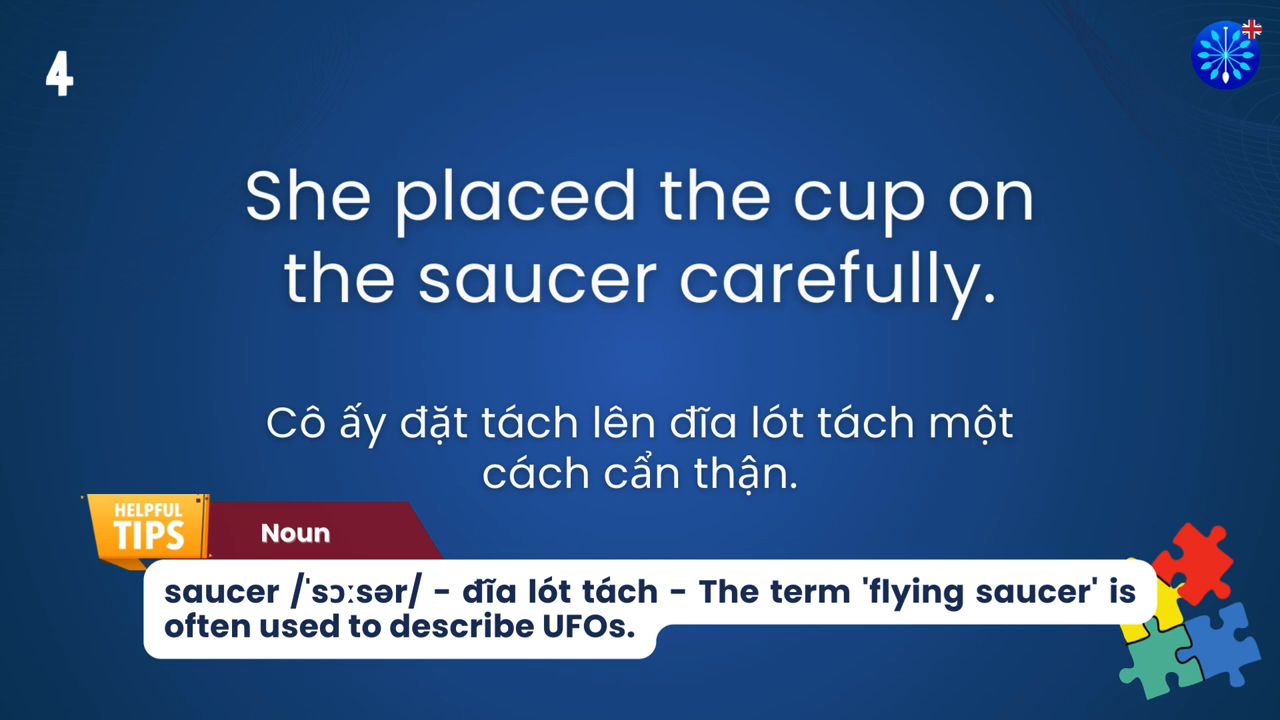 4
She placed the cup on
the saucer carefully.
Cô ấy đặt tách lên đĩa lót tách một
cách cẩn thận.
HELPFUL
TIPS
Noun
saucer /ˈsɔːsər/ - đĩa lót tách - The term 'flying saucer' is
often used to describe UFOs.